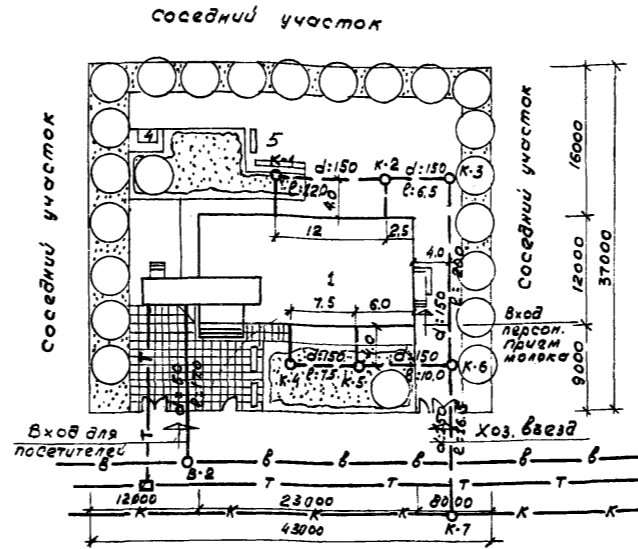 соседний участок
соседний участок
соседний участок
16000
12000
9000
37000
4
5
К-1
d=150
ℓ=12.0
К-2
d=150
ℓ=6,5
К-3
4.0
12
2.5
4.0
1
7.5
6.0
d=150
Вход
персон.
прием
молока
4.0
К-4
d=150
ℓ=7.5
К-5
d=150
ℓ=10,0
К-6
Т
Т
Вход для
посетителей
Хоз. въезд
В В-2 В В В В В
Т Т Т Т
12000
23000
8000
К К К К К К К
К-7
43000